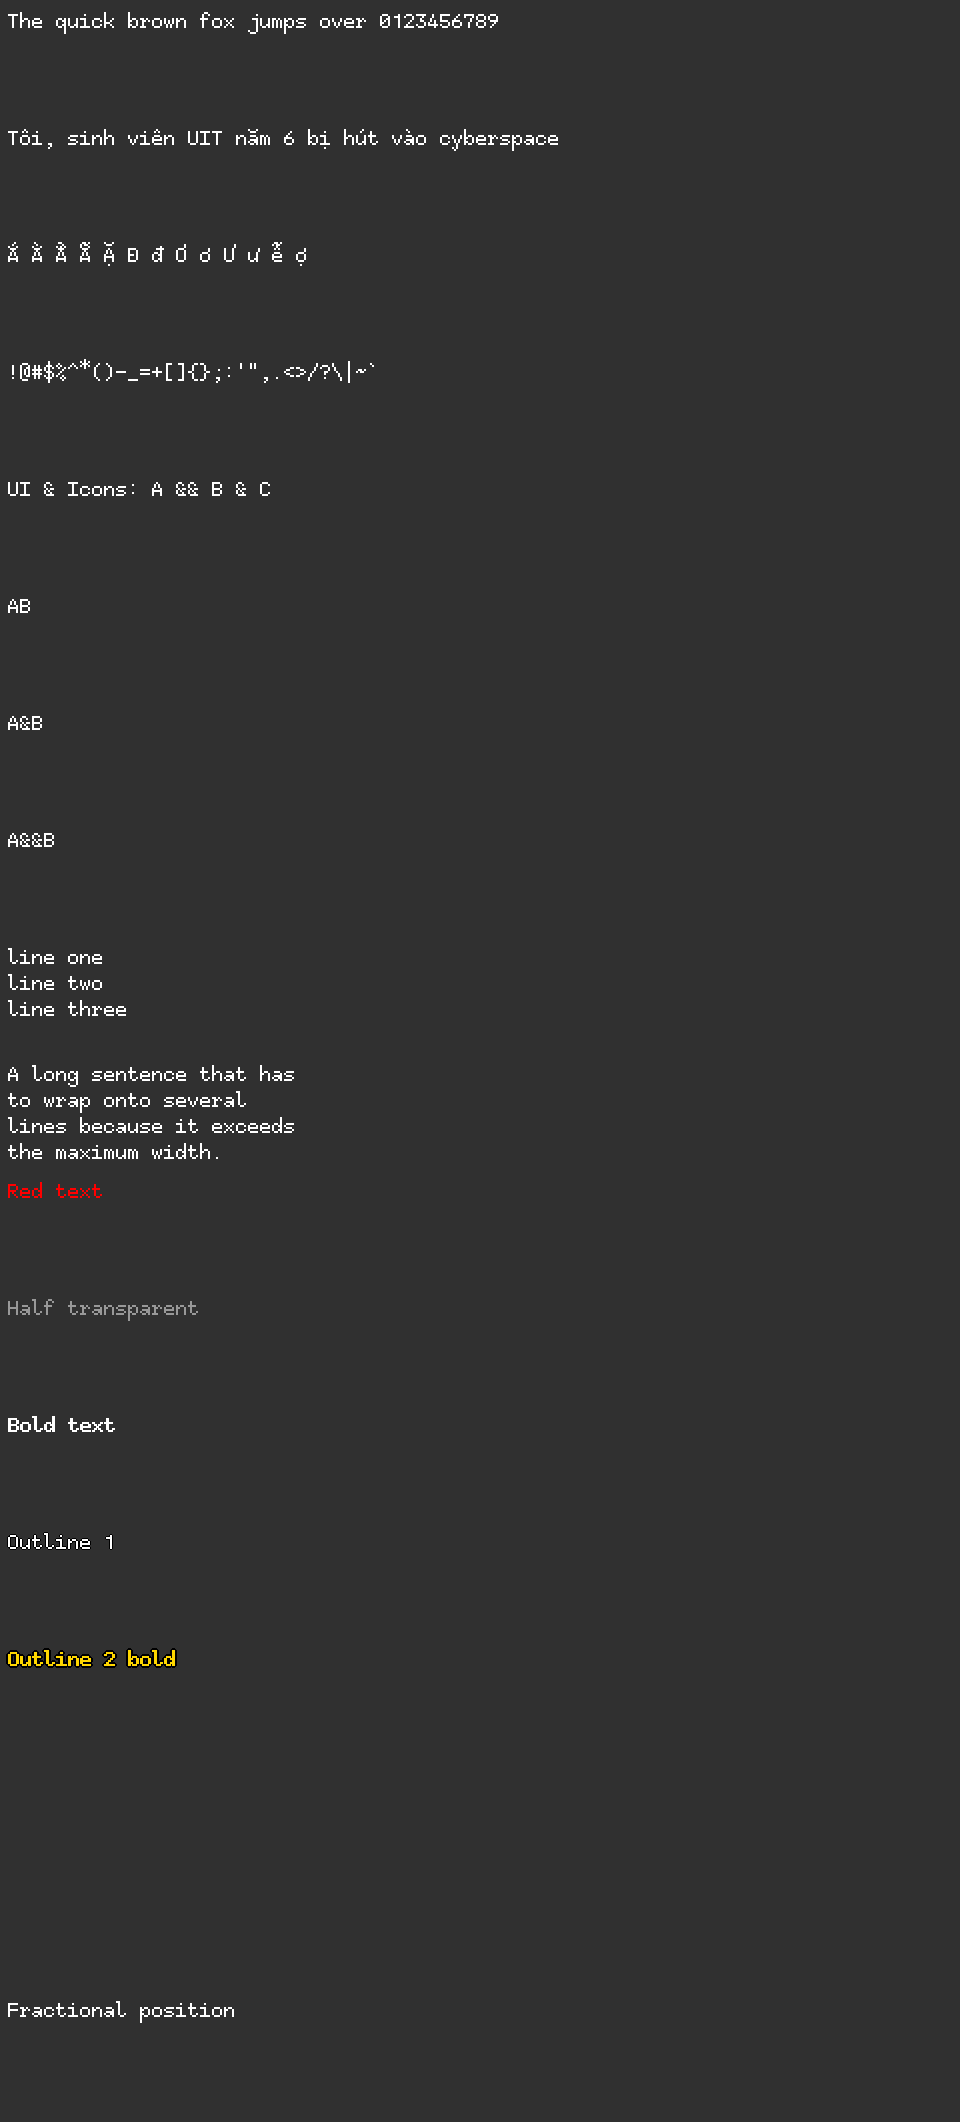 The quick brown fox jumps over 0123456789
Tôi, sinh viên UIT năm 6 bị hút vào cyberspace
Ắ Ằ Ẩ Ẫ Ặ Đ đ Ơ ơ Ư ư ễ ợ
!@#$%^*()-_=+[]{};:'",.<>/?\|~`
UI & Icons: A && B & C
AB
A&B
A&&B
line one
line two
line three
A long sentence that has
to wrap onto several
lines because it exceeds
the maximum width.
Red text
Half transparent
Bold text
Outline 1
Outline 2 bold
Fractional position